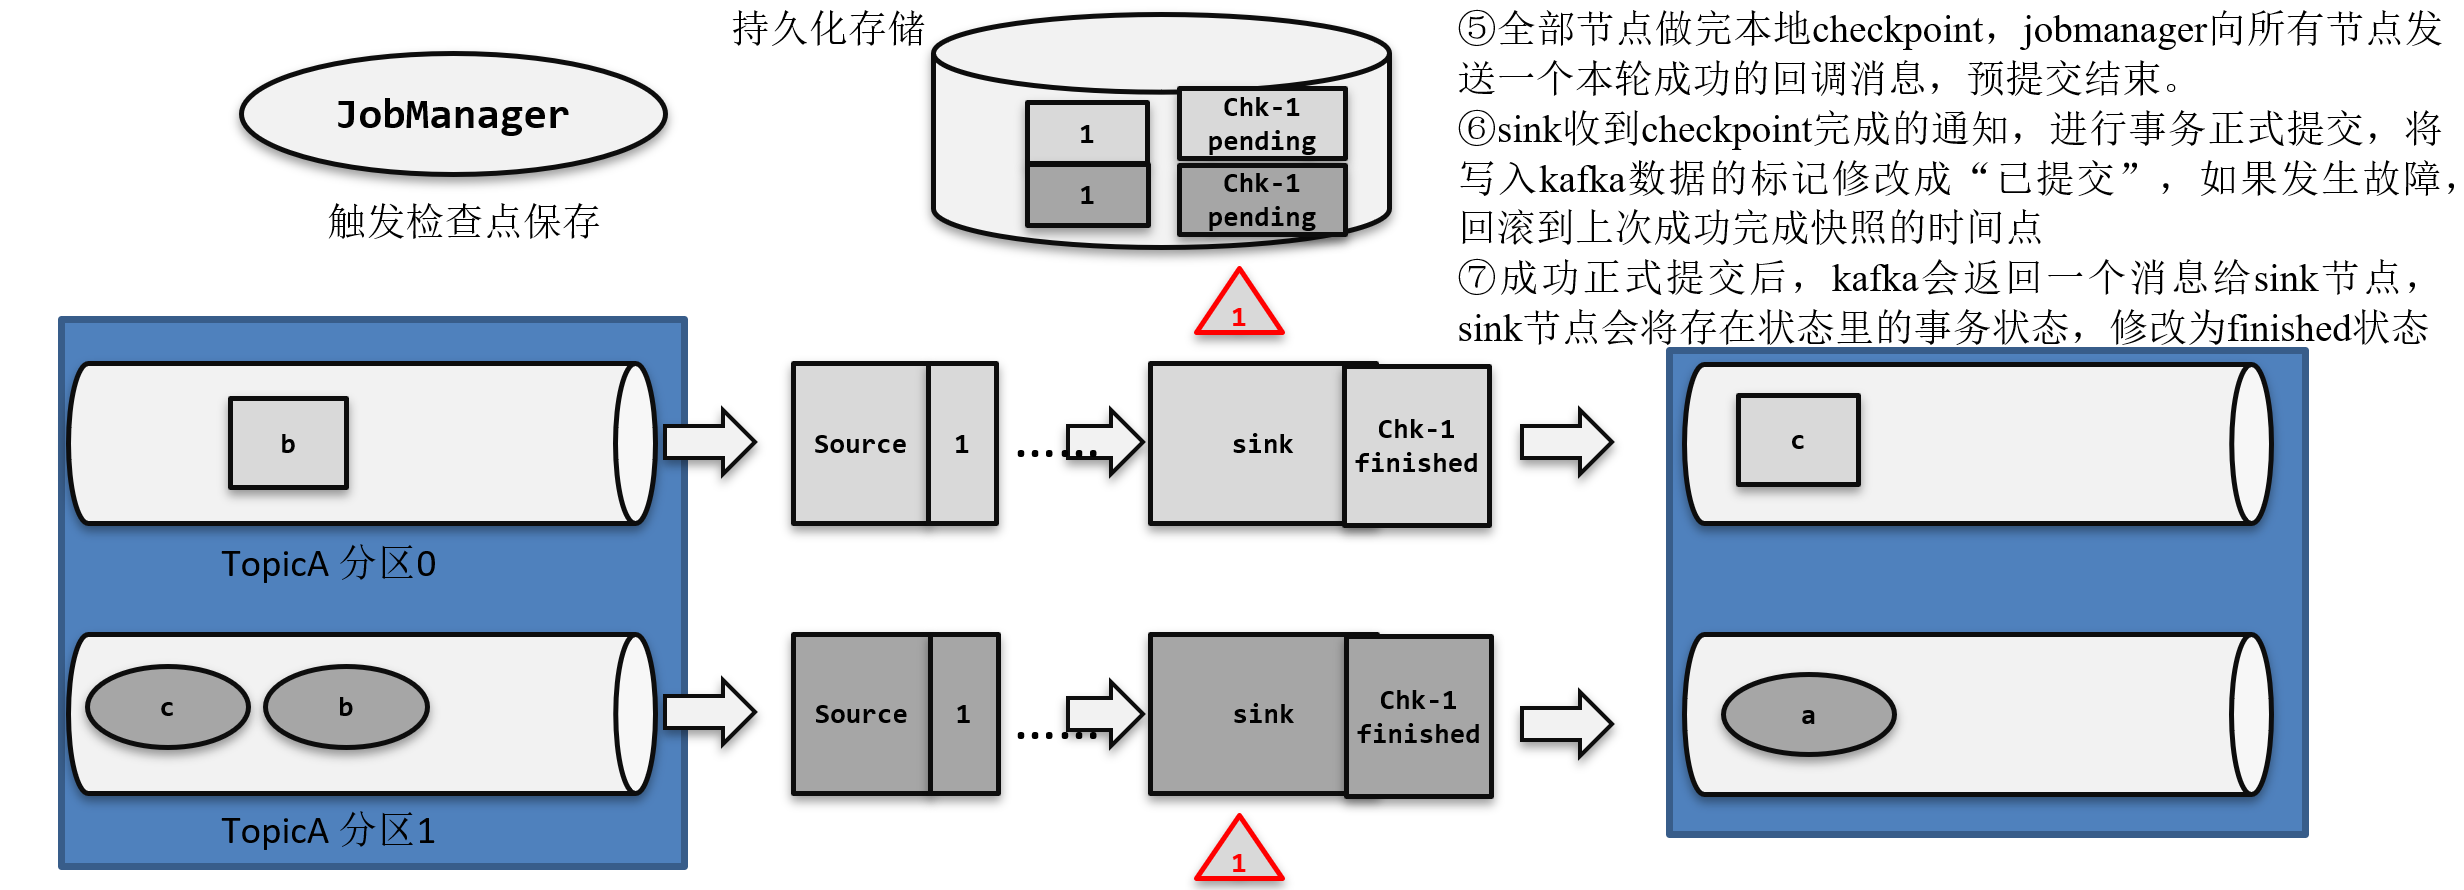 持久化存储
JobManager
触发检查点保存
1
Chk-1
pending
1
Chk-1
pending
⑤全部节点做完本地checkpoint，jobmanager向所有节点发
送一个本轮成功的回调消息，预提交结束。
⑥sink收到checkpoint完成的通知，进行事务正式提交，将
写入kafka数据的标记修改成“已提交”，如果发生故障，
回滚到上次成功完成快照的时间点
⑦成功正式提交后，kafka会返回一个消息给sink节点，
sink节点会将存在状态里的事务状态，修改为finished状态
1
b
Source
1
……
sink
Chk-1
finished
c
TopicA 分区0
c
b
Source
1
……
sink
Chk-1
finished
a
TopicA 分区1
1